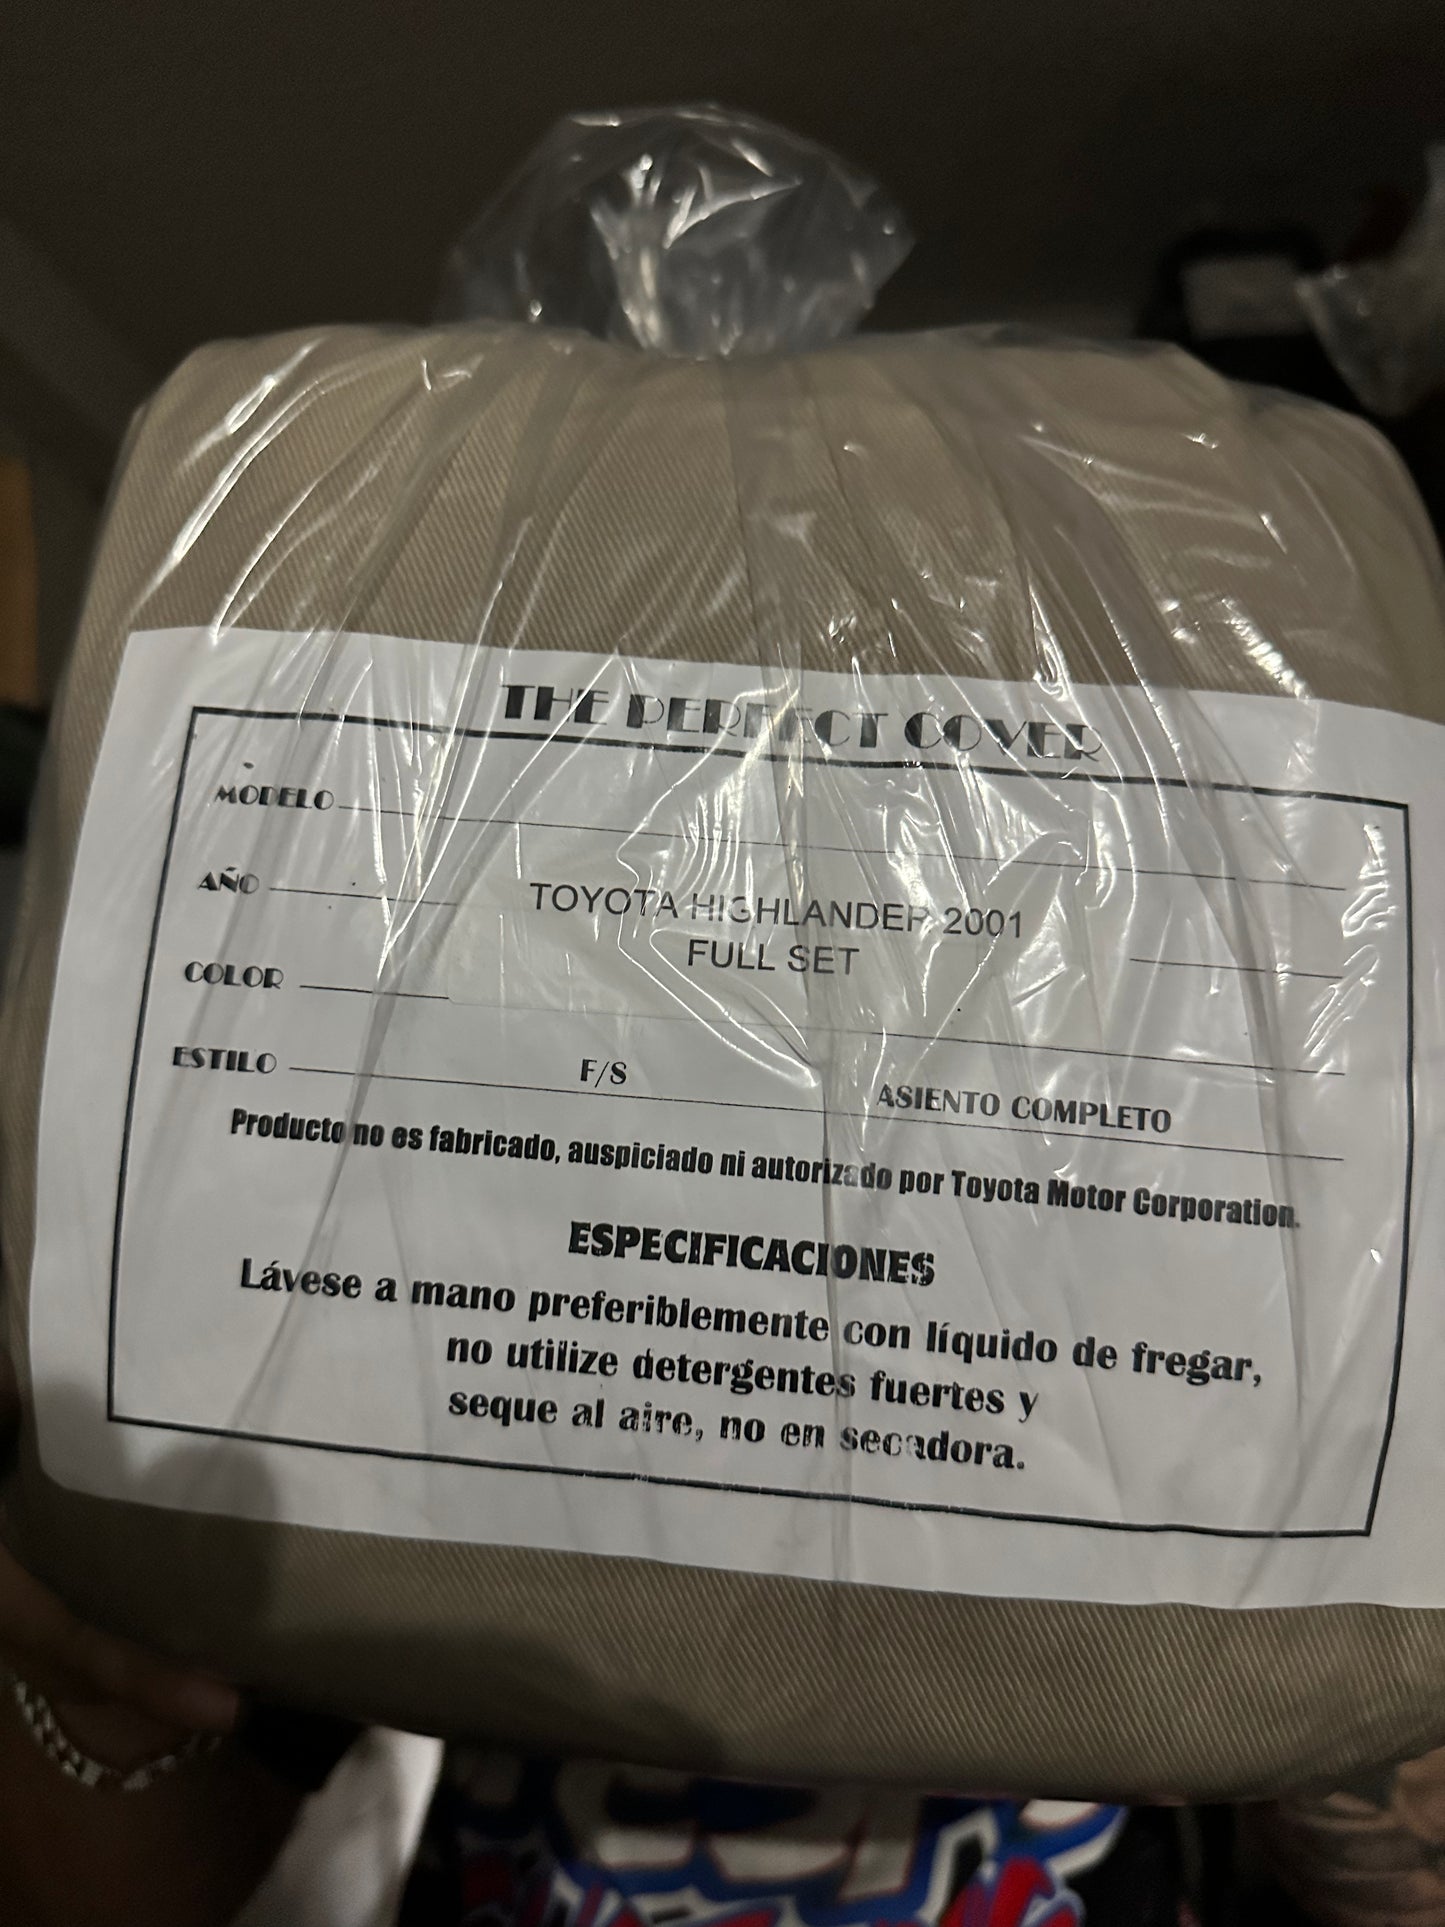 THE PERFECT COVER
MODELO
AÑO
TOYOTA HIGHLANDER 2001
FULL SET
COLOR
ESTILO F/S ASIENTO COMPLETO
Producto no es fabricado, auspiciado ni autorizado por Toyota Motor Corporation.
ESPECIFICACIONES
Lávese a mano preferiblemente con líquido de fregar,
no utilize detergentes fuertes y
seque al aire, no en secadora.